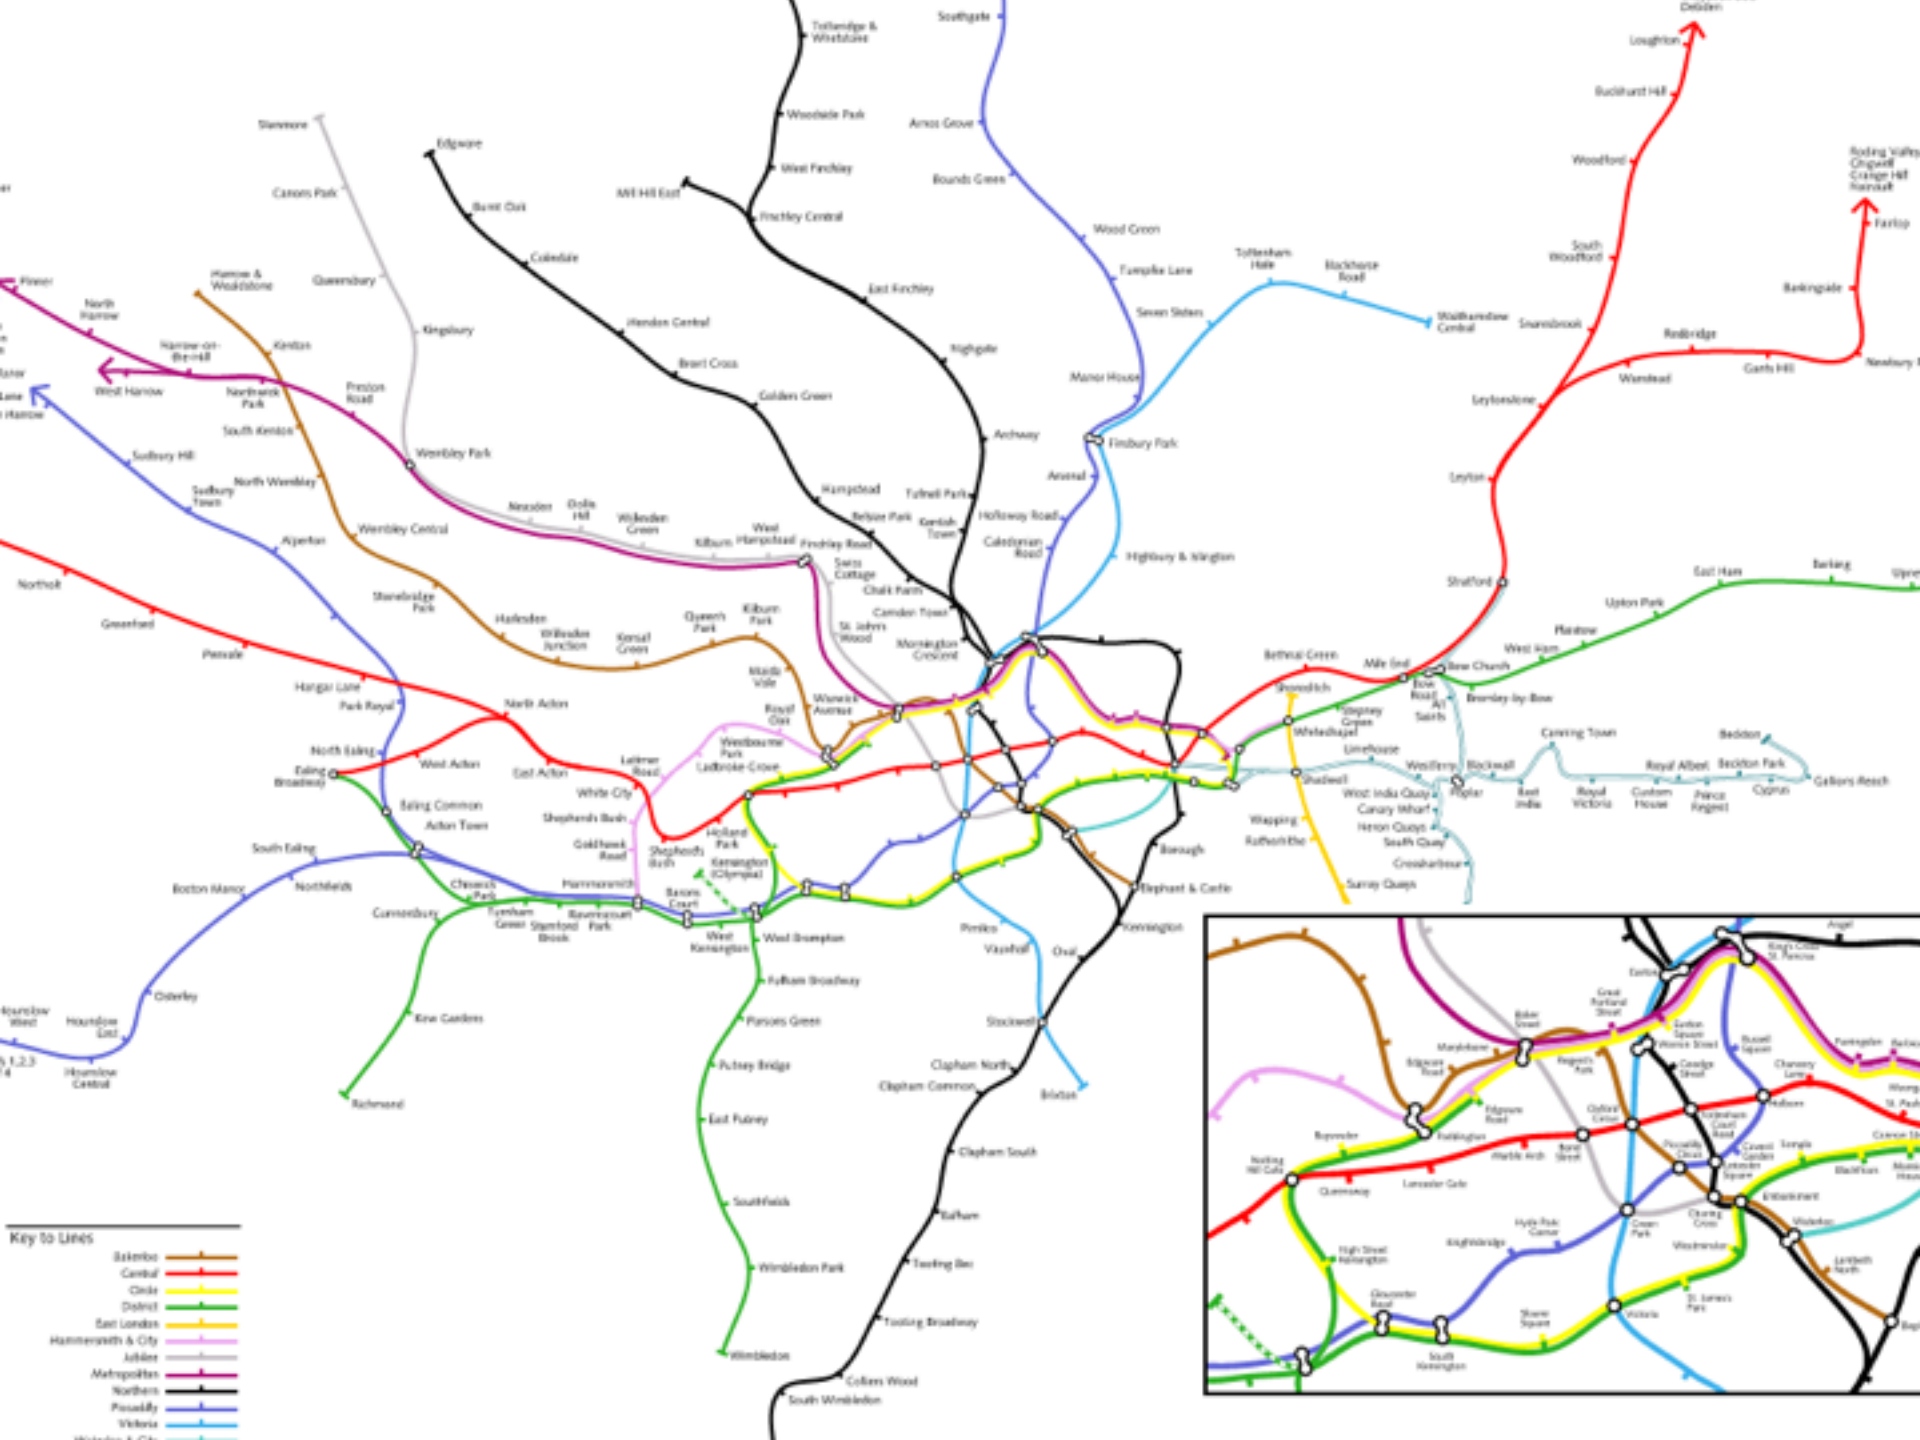 Debden
Loughton
Buckhurst Hill
Woodford
South
Woodford
Snaresbrook
Leytonstone
Leyton
Stratford
Roding Valley
Chigwell
Grange Hill
Hainault
Fairlop
Barkingside
Newbury
Gants Hill
Redbridge
Wanstead
Totteridge &
Whetstone
Woodside Park
West Finchley
Mill Hill East
Finchley Central
East Finchley
Highgate
Archway
Tufnell Park
Kentish
Town
Southgate
Arnos Grove
Bounds Green
Wood Green
Turnpike Lane
Manor House
Finsbury Park
Arsenal
Holloway Road
Caledonian
Road
Highbury & Islington
Seven Sisters
Tottenham
Hale
Blackhorse
Road
Walthamstow
Central
Stanmore
Canons Park
Queensbury
Kingsbury
Wembley Park
Neasden
Dollis
Hill
Willesden
Green
Kilburn
West
Hampstead
Finchley Road
Swiss
Cottage
St. John's
Wood
Edgware
Burnt Oak
Colindale
Hendon Central
Brent Cross
Golders Green
Hampstead
Belsize Park
Chalk Farm
Camden Town
Mornington
Crescent
Pinner
North
Harrow
Harrow-on-
the-Hill
West Harrow
Northwick
Park
Preston
Road
Harrow &
Wealdstone
Kenton
South Kenton
North Wembley
Wembley Central
Stonebridge
Park
Harlesden
Willesden
Junction
Kensal
Green
Queen's
Park
Kilburn
Park
Maida
Vale
Warwick
Avenue
Sudbury Hill
Sudbury
Town
Alperton
Park Royal
North Ealing
Ealing
Broadway
Ealing Common
Acton Town
South Ealing
Northfields
Boston Manor
Osterley
Hounslow
East
Hounslow
Central
Hounslow
West
Northolt
Greenford
Perivale
Hangar Lane
North Acton
West Acton
East Acton
White City
Shepherd's
Bush
Holland
Park
Latimer
Road
Ladbroke Grove
Westbourne
Park
Royal
Oak
Shepherds Bush
Goldhawk
Road
Hammersmith
Kensington
(Olympia)
Barons
Court
Chiswick
Park
Turnham
Green
Stamford
Brook
Ravenscourt
Park
West
Kensington
Gunnersbury
Kew Gardens
Richmond
West Brompton
Fulham Broadway
Parsons Green
Putney Bridge
East Putney
Southfields
Wimbledon Park
Wimbledon
Pimlico
Vauxhall
Stockwell
Brixton
Oval
Kennington
Elephant & Castle
Borough
Clapham North
Clapham Common
Clapham South
Balham
Tooting Bec
Tooting Broadway
Colliers Wood
South Wimbledon
Bethnal Green
Mile End
Shoreditch
Whitechapel
Stepney
Green
Bow
Road
Bow Church
Bromley-by-Bow
West Ham
Plaistow
Upton Park
East Ham
Barking
All
Saints
Shadwell
Limehouse
Westferry
Blackwall
Poplar
West India Quay
Canary Wharf
Heron Quays
South Quay
Crossharbour
East
India
Canning Town
Royal
Victoria
Custom
House
Royal Albert
Prince
Regent
Beckton Park
Cyprus
Beckton
Gallions Reach
Wapping
Rotherhithe
Surrey Quays
Angel
King's Cross
St. Pancras
Euston
Great
Portland
Street
Euston
Square
Warren Street
Goodge
Street
Russell
Square
Baker
Street
Marylebone
Edgware
Road
Regent's
Park
Edgware
Road
Paddington
Bayswater
Notting
Hill Gate
Queensway
Lancaster Gate
Marble Arch
Bond
Street
Oxford
Circus
Tottenham
Court
Road
Holborn
Chancery
Lane
Farringdon
Piccadilly
Circus
Covent
Garden
Leicester
Square
Temple
Blackfriars
Embankment
Charing
Cross
Westminster
Waterloo
Lambeth
North
Green
Park
Hyde Park
Corner
Knightsbridge
High Street
Kensington
Gloucester
Road
South
Kensington
Sloane
Square
Victoria
St. James's
Park
Key to Lines
Bakerloo
Central
Circle
District
East London
Hammersmith & City
Jubilee
Metropolitan
Northern
Piccadilly
Victoria
Waterloo & City